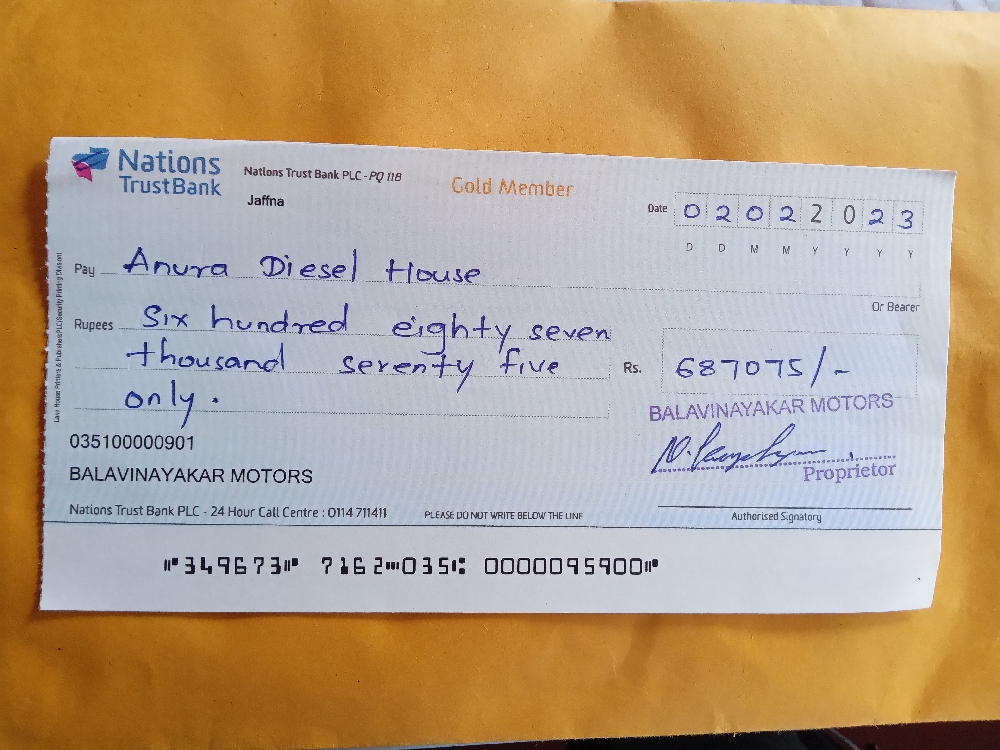 Nations
TrustBank
Nations Trust Bank PLC - PQ 118
Jaffna
Gold Member
Date 0 2 0 2 2 0 2 3
D D M M Y Y Y Y
Pay Anura Diesel House
Or Bearer
Rupees Six hundred eighty seven
thousand seventy five
only.
Rs. 687075/-
BALAVINAYAKAR MOTORS
Proprietor
035100000901
BALAVINAYAKAR MOTORS
Nations Trust Bank PLC - 24 Hour Call Centre : 0114 711411
PLEASE DO NOT WRITE BELOW THE LINE
Authorised Signatory
⑈349673⑈ 7162⑉035⑆ 0000095900⑈